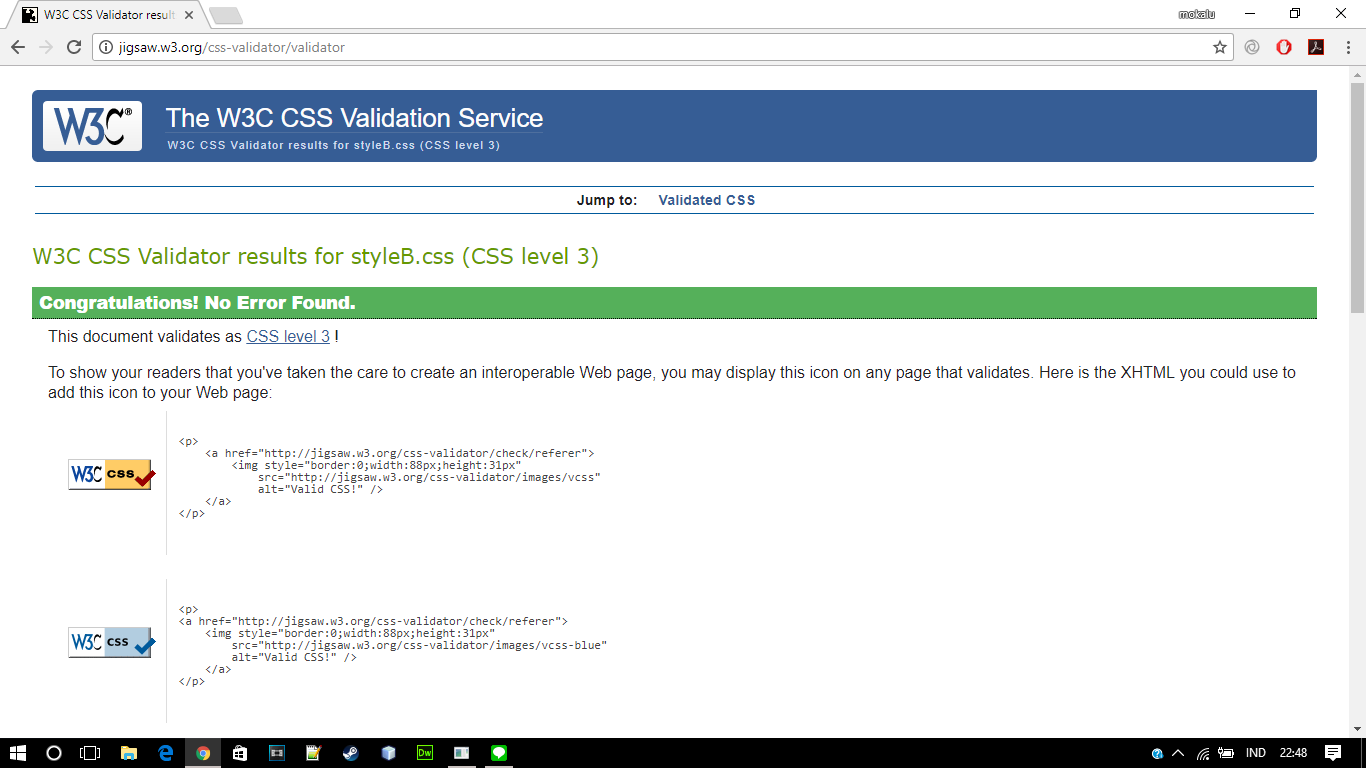 W3C CSS Validator result
mokalu
jigsaw.w3.org/css-validator/validator
W3C®
The W3C CSS Validation Service
W3C CSS Validator results for styleB.css (CSS level 3)
Jump to: Validated CSS
W3C CSS Validator results for styleB.css (CSS level 3)
Congratulations! No Error Found.
This document validates as CSS level 3 !
To show your readers that you've taken the care to create an interoperable Web page, you may display this icon on any page that validates. Here is the XHTML you could use to
add this icon to your Web page:
W3C css
<p>
    <a href="http://jigsaw.w3.org/css-validator/check/referer">
        <img style="border:0;width:88px;height:31px"
            src="http://jigsaw.w3.org/css-validator/images/vcss"
            alt="Valid CSS!" />
    </a>
</p>
W3C css
<p>
<a href="http://jigsaw.w3.org/css-validator/check/referer">
    <img style="border:0;width:88px;height:31px"
        src="http://jigsaw.w3.org/css-validator/images/vcss-blue"
        alt="Valid CSS!" />
    </a>
</p>
Dw
IND
22:48